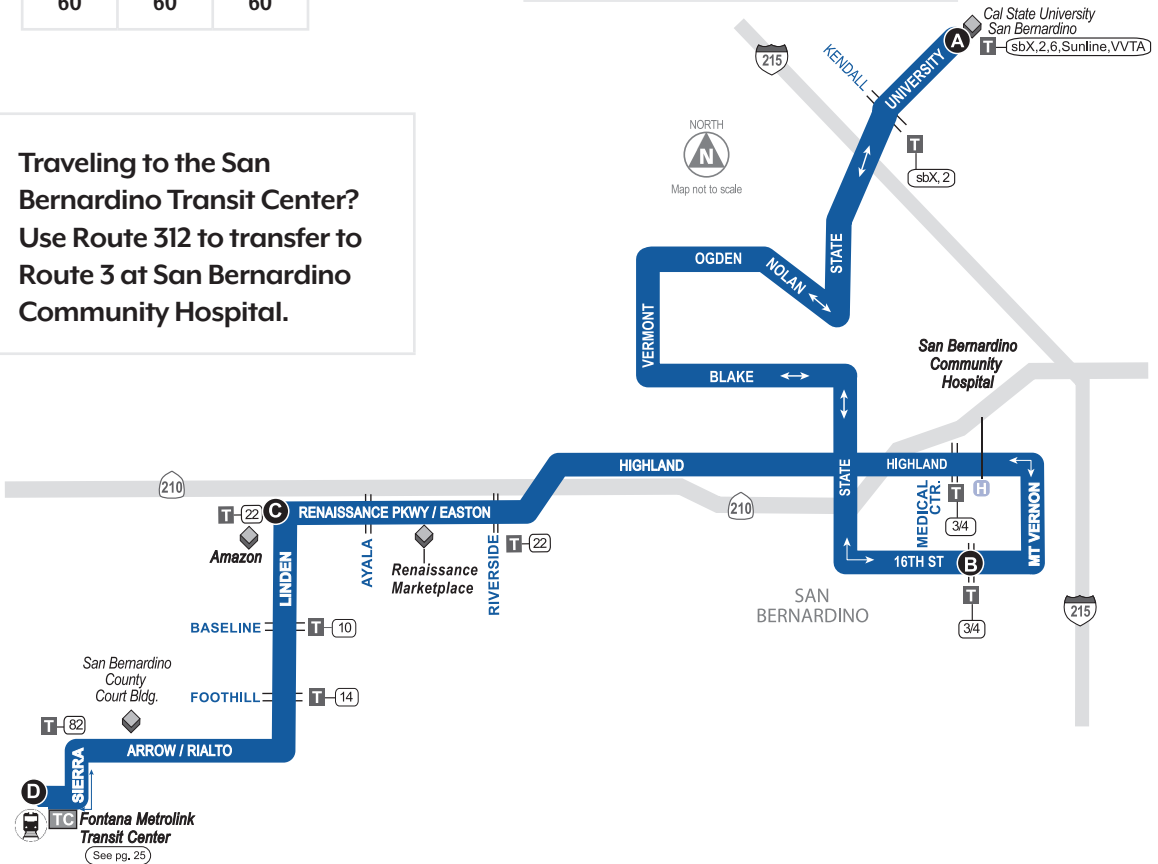 60 60 60
Traveling to the San
Bernardino Transit Center?
Use Route 312 to transfer to
Route 3 at San Bernardino
Community Hospital.
Cal State University
San Bernardino
A
T
sbX,2,6,Sunline,VVTA
215
KENDALL
UNIVERSITY
NORTH
N
Map not to scale
T
sbX, 2
STATE
OGDEN
NOLAN
VERMONT
BLAKE
San Bernardino
Community
Hospital
HIGHLAND
STATE
HIGHLAND
210
T 22
C
RENAISSANCE PKWY / EASTON
210
MEDICAL
CTR.
T
H
3/4
MT VERNON
Amazon
AYALA
Renaissance
Marketplace
RIVERSIDE
T 22
16TH ST
B
T
3/4
LINDEN
SAN
BERNARDINO
215
BASELINE
T 10
San Bernardino
County
Court Bldg.
FOOTHILL
T 14
T 82
ARROW / RIALTO
SIERRA
D
TC Fontana Metrolink
Transit Center
See pg. 25